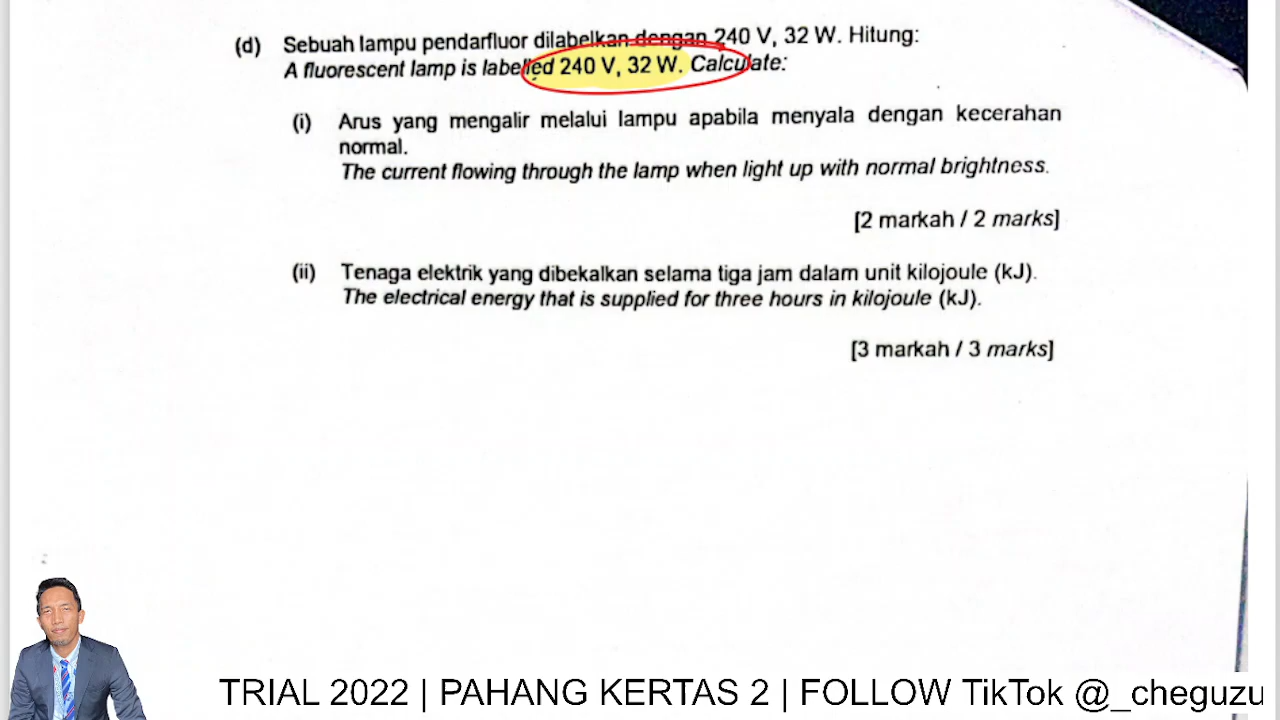 (d) Sebuah lampu pendarfluor dilabelkan dengan 240 V, 32 W. Hitung:
A fluorescent lamp is labelled 240 V, 32 W. Calculate:
(i) Arus yang mengalir melalui lampu apabila menyala dengan kecerahan
normal.
The current flowing through the lamp when light up with normal brightness.
[2 markah / 2 marks]
(ii) Tenaga elektrik yang dibekalkan selama tiga jam dalam unit kilojoule (kJ).
The electrical energy that is supplied for three hours in kilojoule (kJ).
[3 markah / 3 marks]
TRIAL 2022 | PAHANG KERTAS 2 | FOLLOW TikTok @_cheguzu